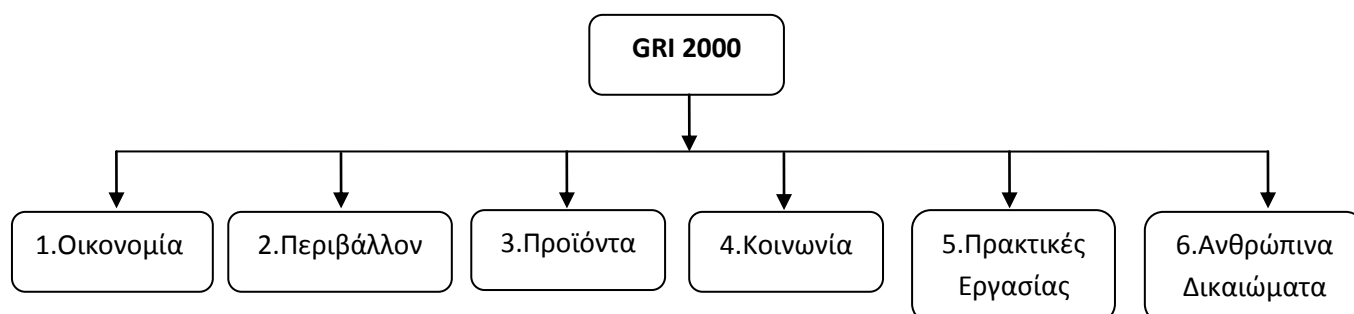 GRI 2000
1.Οικονομία
2.Περιβάλλον
3.Προϊόντα
4.Κοινωνία
5.Πρακτικές
Εργασίας
6.Ανθρώπινα
Δικαιώματα